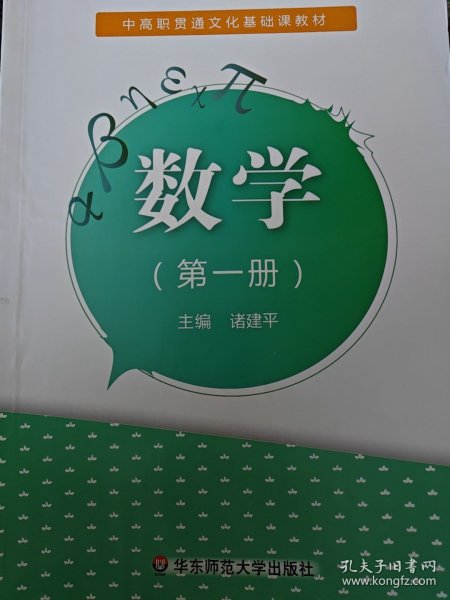 中高职贯通文化基础课教材
α β η ε x π
数学
（第一册）
主编 诸建平
华东师范大学出版社
孔夫子旧书网
www.kongfz.com